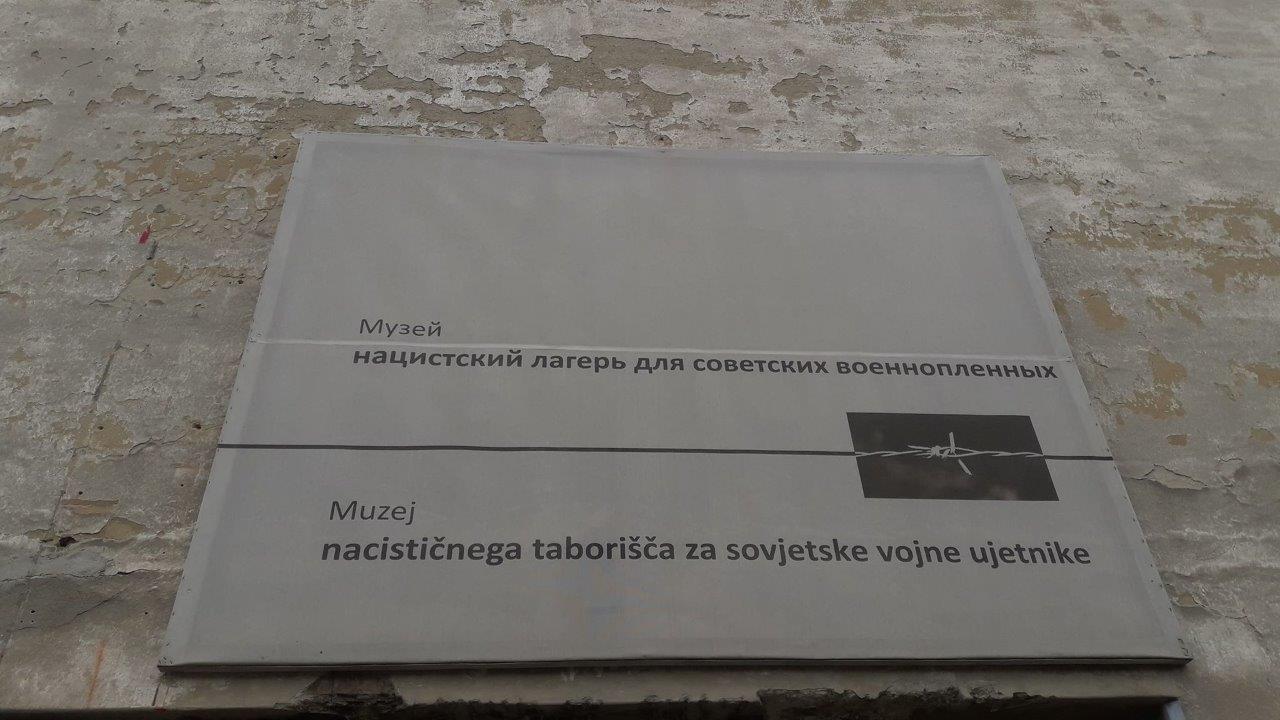 Музей
нацистский лагерь для советских военнопленных
Muzej
nacističnega taborišča za sovjetske vojne ujetnike